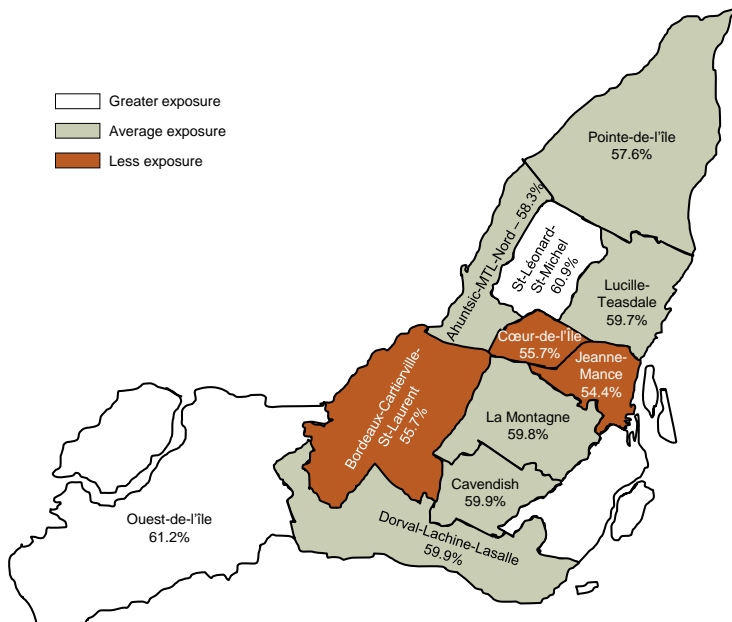 Greater exposure
Average exposure
Less exposure
Pointe-de-l'île
57.6%
Ahuntsic-MTL-Nord – 58.3%
St-Léonard-
St-Michel
60.9%
Lucille-
Teasdale
59.7%
Cœur-de-l'Île
55.7%
Jeanne-
Mance
54.4%
Bordeaux-Cartierville-
St-Laurent
55.7%
La Montagne
59.8%
Cavendish
59.9%
Ouest-de-l'île
61.2%
Dorval-Lachine-Lasalle
59.9%